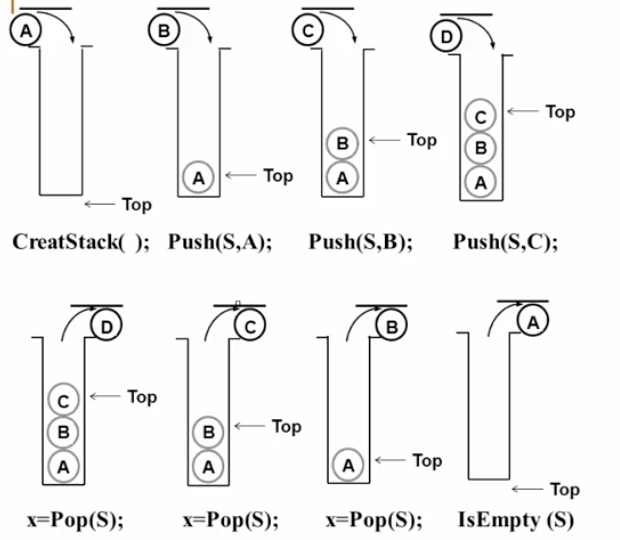 A B C D
C Top
B Top B
A Top A A
Top
CreatStack( ); Push(S,A); Push(S,B); Push(S,C);
D C B A
C Top
B B Top
A A A Top
Top
x=Pop(S); x=Pop(S); x=Pop(S); IsEmpty (S)